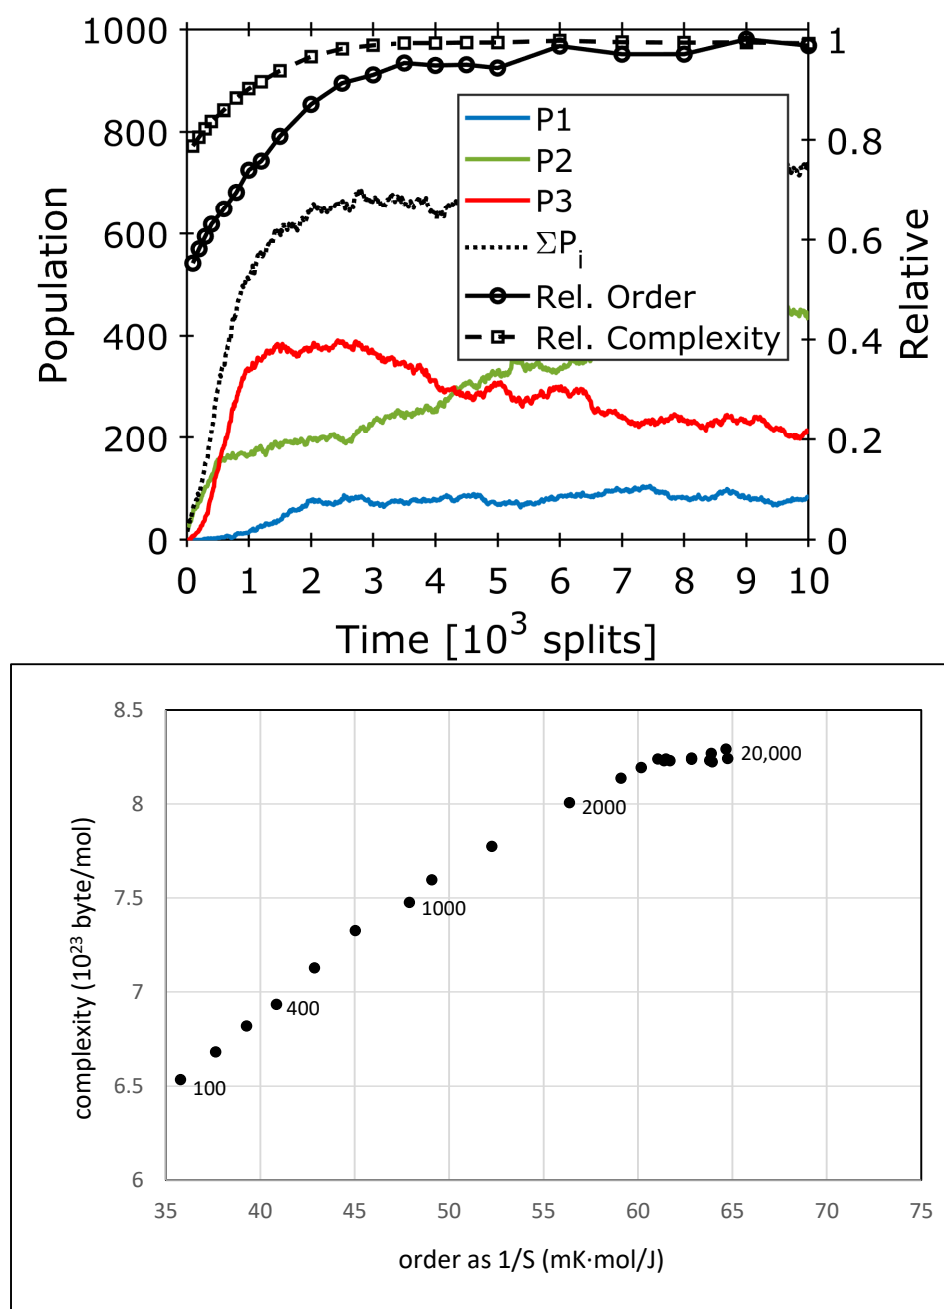 1000
800
600
400
200
0
Population
1
0.8
0.6
0.4
0.2
0
Relative
P1
P2
P3
ΣPᵢ
Rel. Order
Rel. Complexity
0 1 2 3 4 5 6 7 8 9 10
Time [10³ splits]
8.5
8
7.5
7
6.5
6
complexity (10²³ byte/mol)
20,000
2000
1000
400
100
35 40 45 50 55 60 65 70 75
order as 1/S (mK·mol/J)